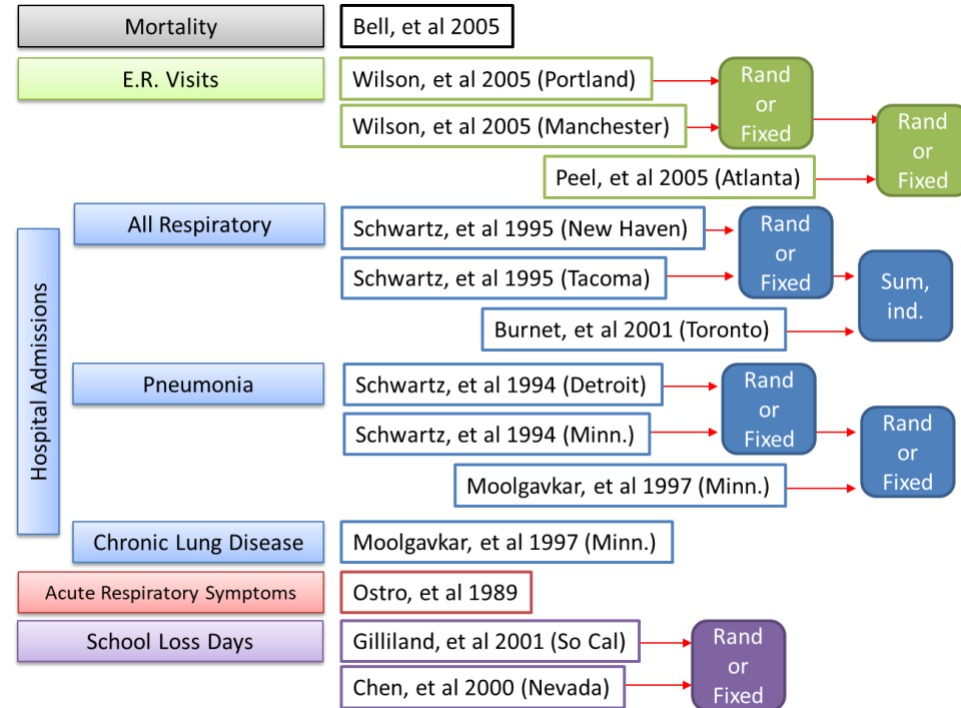 Mortality
Bell, et al 2005
E.R. Visits
Wilson, et al 2005 (Portland)
Wilson, et al 2005 (Manchester)
Rand
or
Fixed
Peel, et al 2005 (Atlanta)
Rand
or
Fixed
Hospital Admissions
All Respiratory
Schwartz, et al 1995 (New Haven)
Schwartz, et al 1995 (Tacoma)
Rand
or
Fixed
Burnet, et al 2001 (Toronto)
Sum,
ind.
Pneumonia
Schwartz, et al 1994 (Detroit)
Schwartz, et al 1994 (Minn.)
Rand
or
Fixed
Moolgavkar, et al 1997 (Minn.)
Rand
or
Fixed
Chronic Lung Disease
Moolgavkar, et al 1997 (Minn.)
Acute Respiratory Symptoms
Ostro, et al 1989
School Loss Days
Gilliland, et al 2001 (So Cal)
Chen, et al 2000 (Nevada)
Rand
or
Fixed